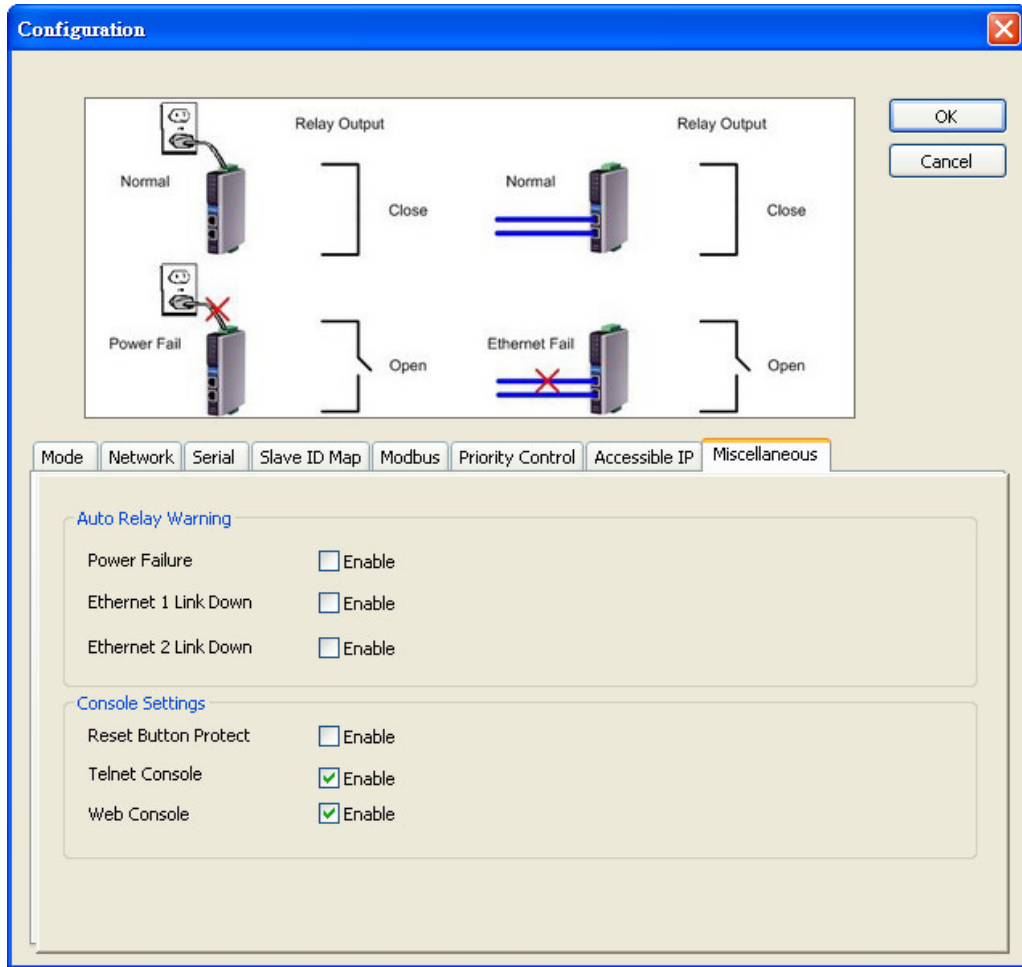 Configuration
OK
Cancel
Relay Output
Relay Output
Normal
Close
Normal
Close
Power Fail
Open
Ethernet Fail
Open
Mode
Network
Serial
Slave ID Map
Modbus
Priority Control
Accessible IP
Miscellaneous
Auto Relay Warning
Power Failure
Enable
Ethernet 1 Link Down
Enable
Ethernet 2 Link Down
Enable
Console Settings
Reset Button Protect
Enable
Telnet Console
Enable
Web Console
Enable